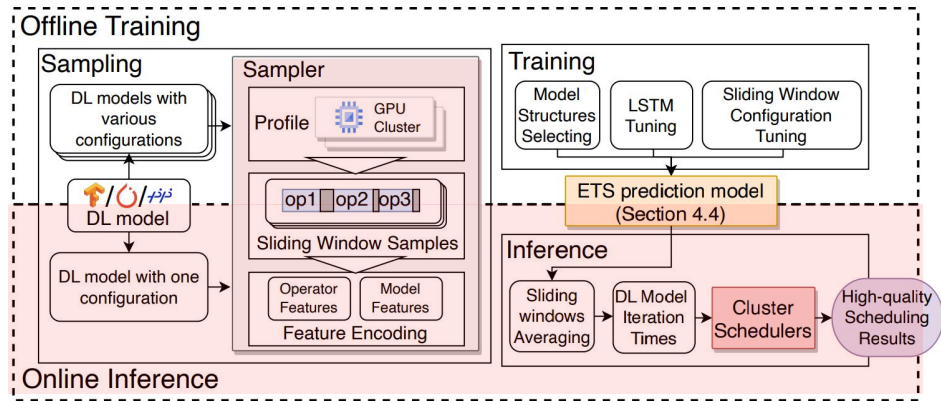 Offline Training
Sampling
DL models with
various
configurations
/ /
DL model
DL model with one
configuration
Sampler
Profile
GPU
Cluster
op1 op2 op3
Sliding Window Samples
Operator
Features
Model
Features
Feature Encoding
Training
Model
Structures
Selecting
LSTM
Tuning
Sliding Window
Configuration
Tuning
ETS prediction model
(Section 4.4)
Inference
Sliding
windows
Averaging
DL Model
Iteration
Times
Cluster
Schedulers
High-quality
Scheduling
Results
Online Inference